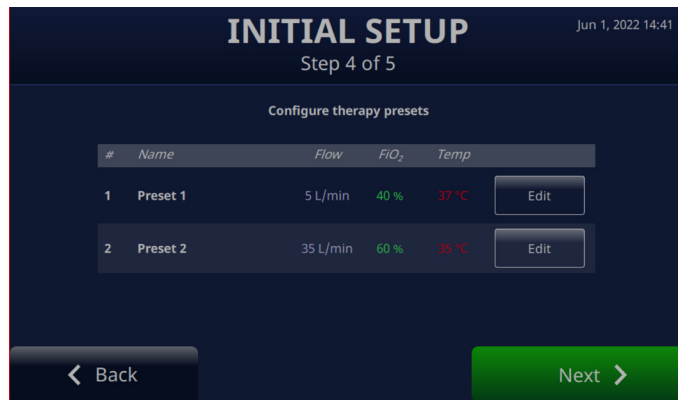 INITIAL SETUP
Jun 1, 2022 14:41
Step 4 of 5
Configure therapy presets
# Name Flow FiO₂ Temp
1 Preset 1 5 L/min 40 % 37 °C Edit
2 Preset 2 35 L/min 60 % 35 °C Edit
Back Next